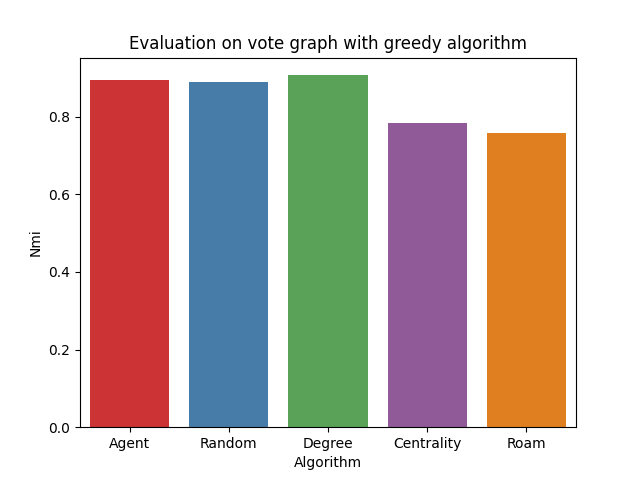 Evaluation on vote graph with greedy algorithm
Nmi
0.8
0.6
0.4
0.2
0.0
Agent Random Degree Centrality Roam
Algorithm